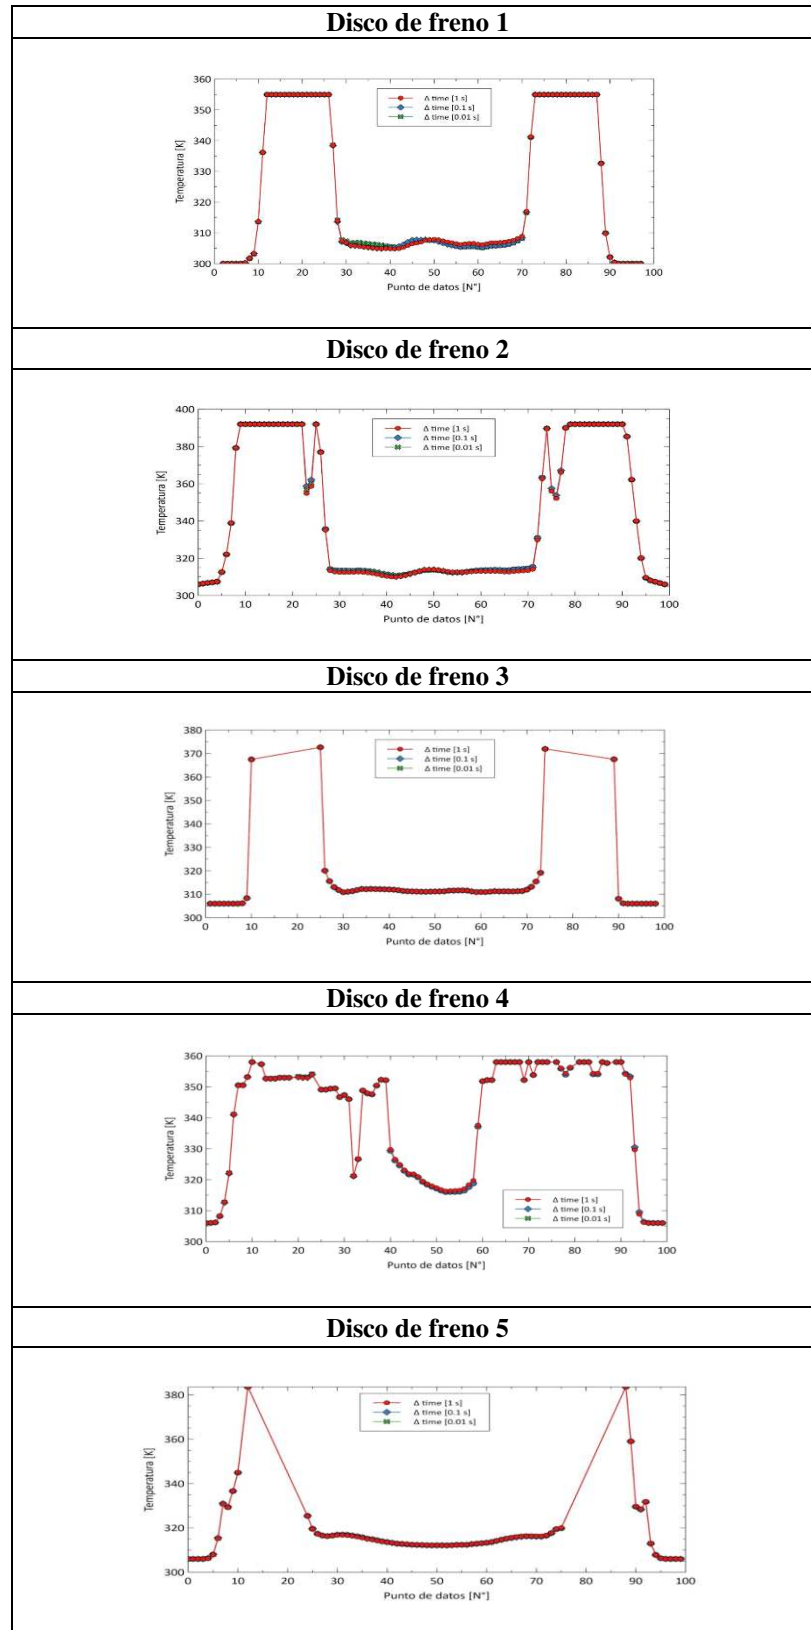 Disco de freno 1
360
350
340
330
320
310
300
Temperatura [K]
Δ time [1 s]
Δ time [0.1 s]
Δ time [0.01 s]
0 10 20 30 40 50 60 70 80 90 100
Punto de datos [N°]
Disco de freno 2
400
380
360
340
320
300
Temperatura [K]
Δ time [1 s]
Δ time [0.1 s]
Δ time [0.01 s]
0 10 20 30 40 50 60 70 80 90 100
Punto de datos [N°]
Disco de freno 3
380
370
360
350
340
330
320
310
300
Temperatura [K]
Δ time [1 s]
Δ time [0.1 s]
Δ time [0.01 s]
0 10 20 30 40 50 60 70 80 90 100
Punto de datos [N°]
Disco de freno 4
360
350
340
330
320
310
300
Temperatura [K]
Δ time [1 s]
Δ time [0.1 s]
Δ time [0.01 s]
0 10 20 30 40 50 60 70 80 90 100
Punto de datos [N°]
Disco de freno 5
380
360
340
320
300
Temperatura [K]
Δ time [1 s]
Δ time [0.1 s]
Δ time [0.01 s]
0 10 20 30 40 50 60 70 80 90 100
Punto de datos [N°]